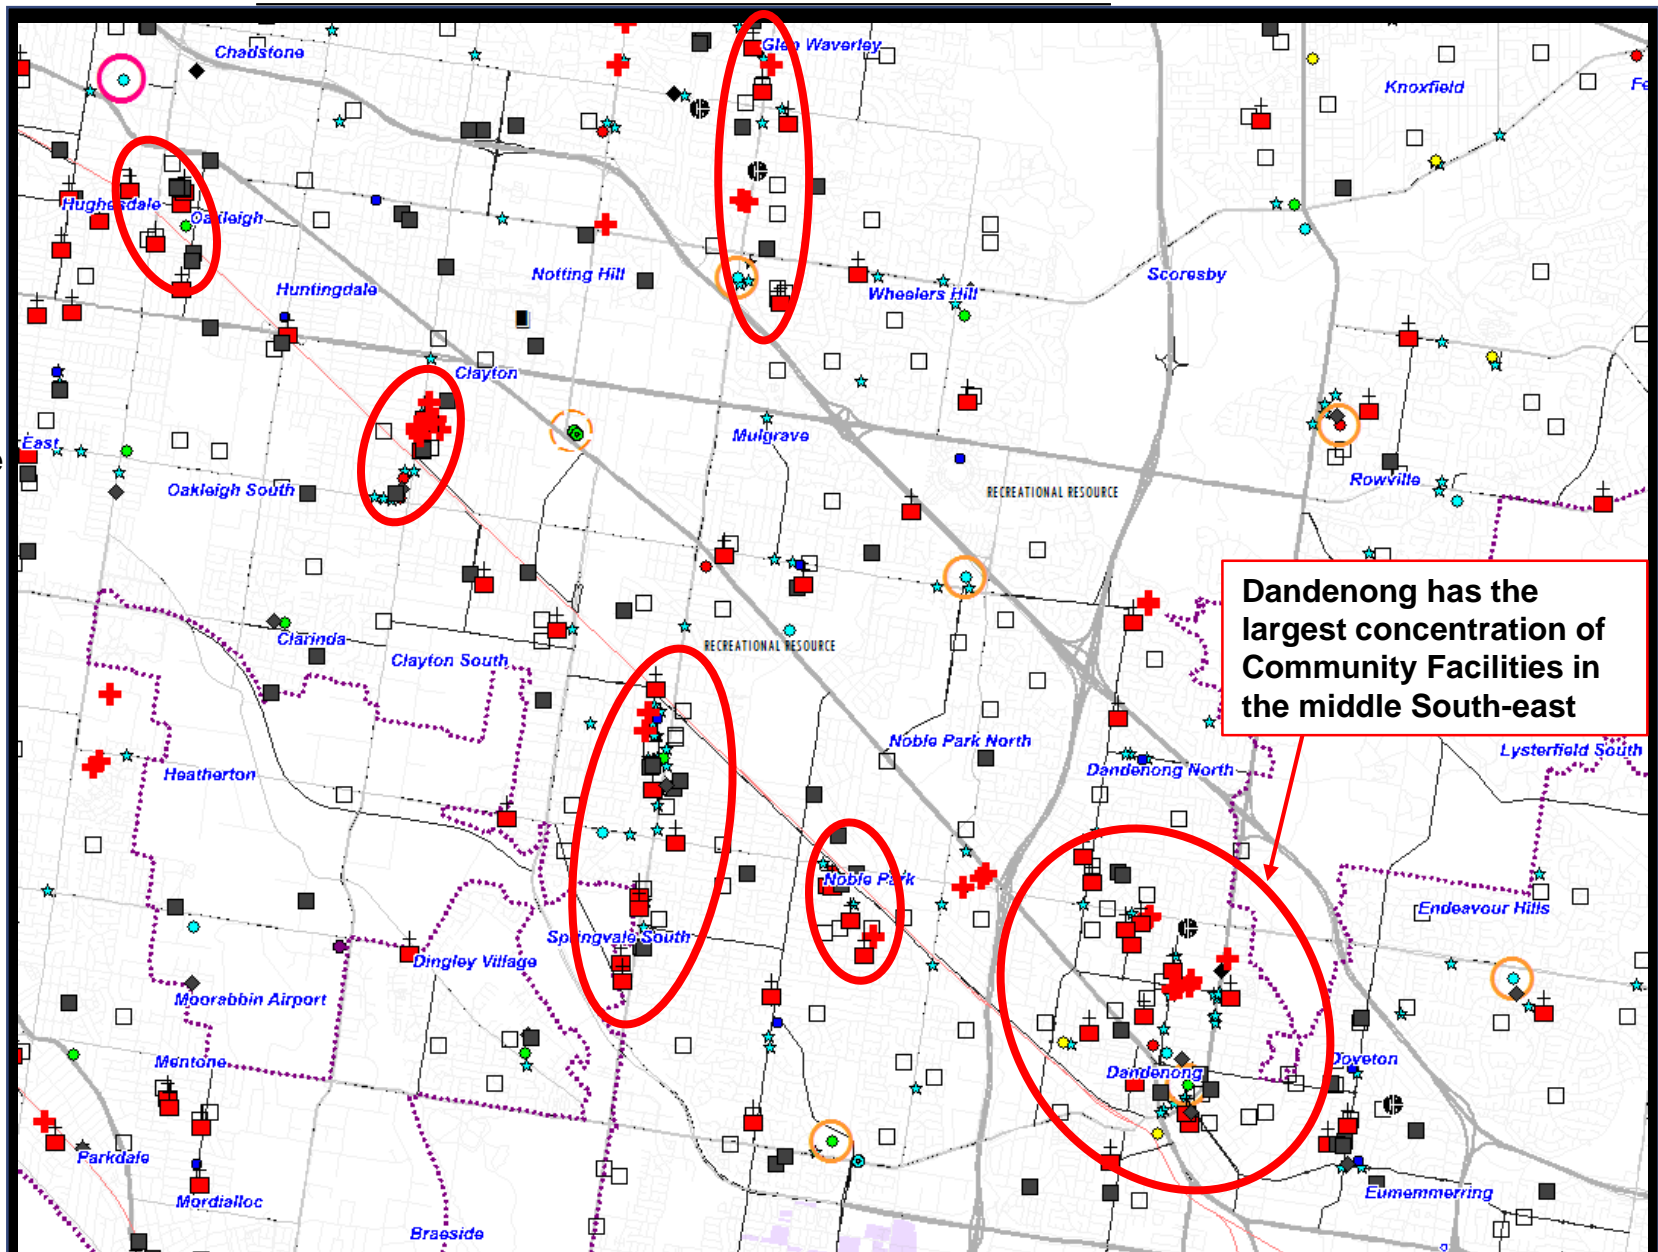 Chadstone
Glen Waverley
Knoxfield
Fe
Hughesdale
Oakleigh
Huntingdale
Notting Hill
Wheelers Hill
Scoresby
Clayton
Mulgrave
East
Oakleigh South
RECREATIONAL RESOURCE
Rowville
Dandenong has the
largest concentration of
Community Facilities in
the middle South-east
Clarinda
Clayton South
RECREATIONAL RESOURCE
Noble Park North
Dandenong North
Lysterfield South
Heatherton
Noble Park
Endeavour Hills
Springvale South
Dingley Village
Moorabbin Airport
Mentone
Dandenong
Doveton
Parkdale
Mordialloc
Eumemmerring
Braeside